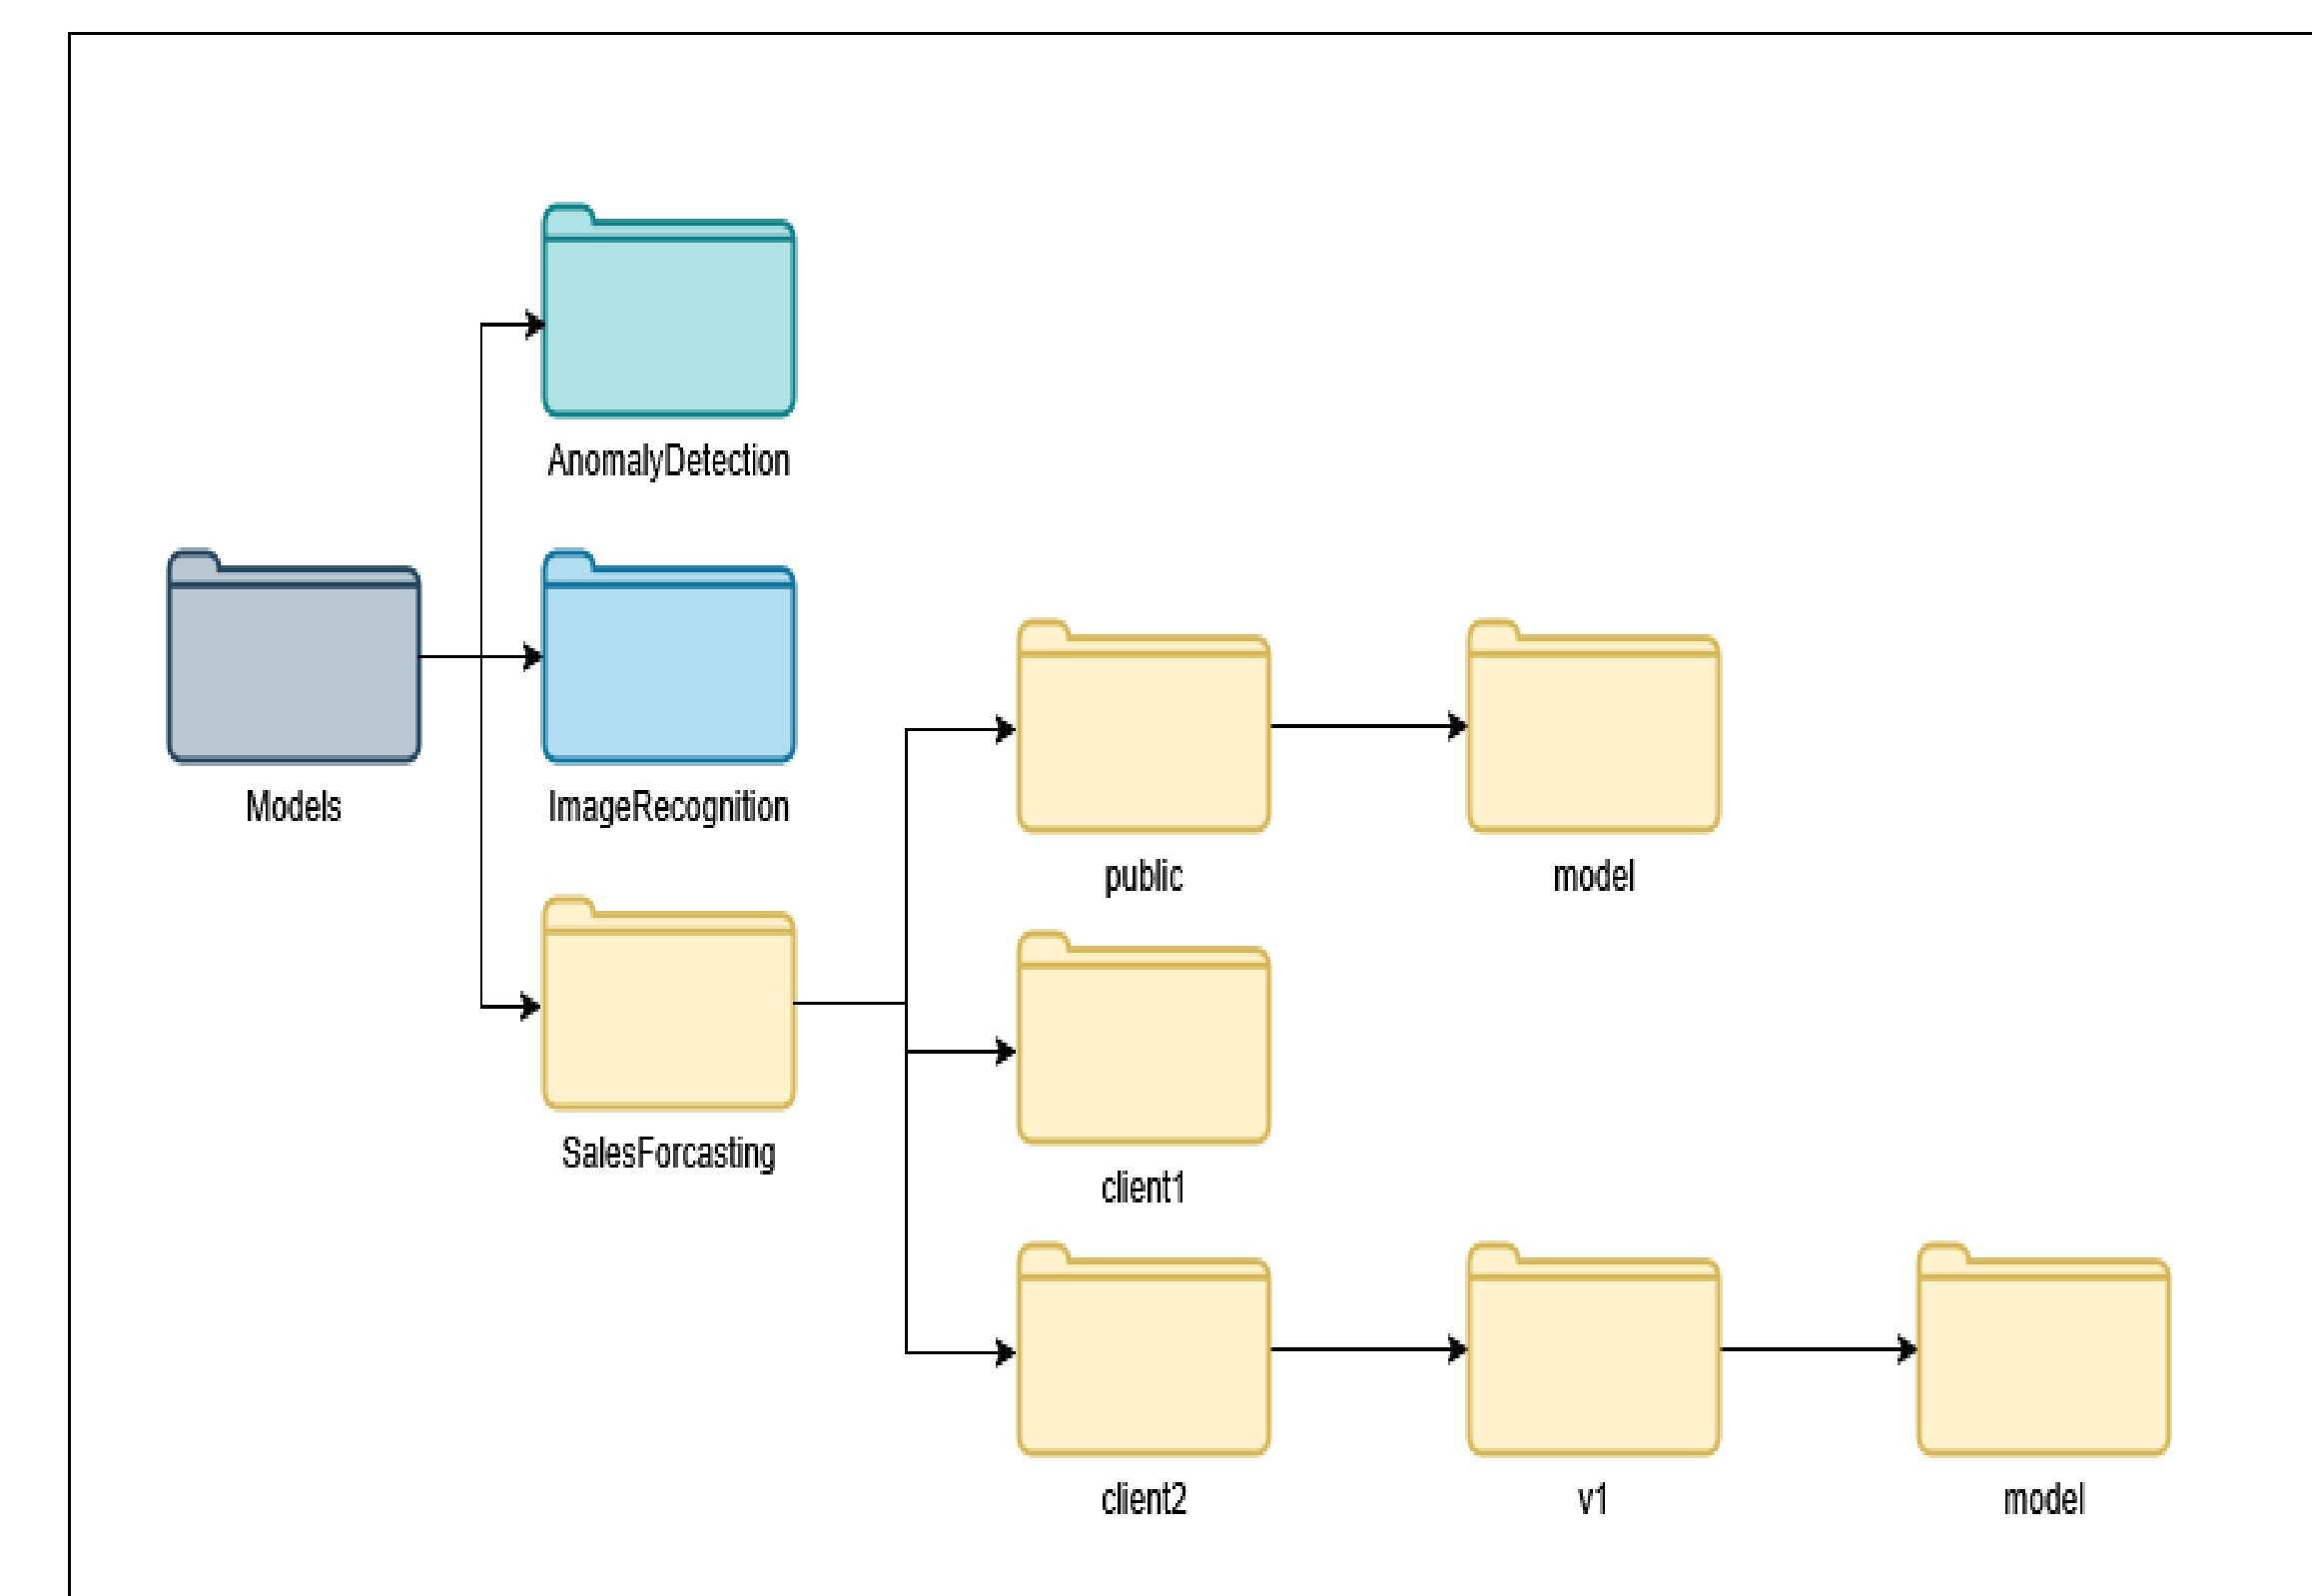 AnomalyDetection
Models
ImageRecognition
public
model
SalesForcasting
client1
client2
v1
model